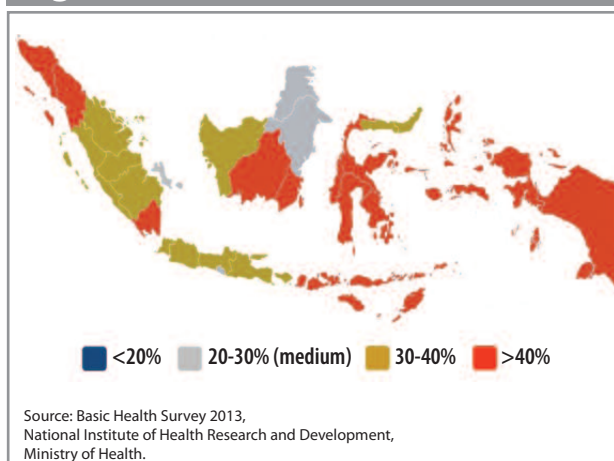 <20% 20-30% (medium) 30-40% >40%
Source: Basic Health Survey 2013,
National Institute of Health Research and Development,
Ministry of Health.